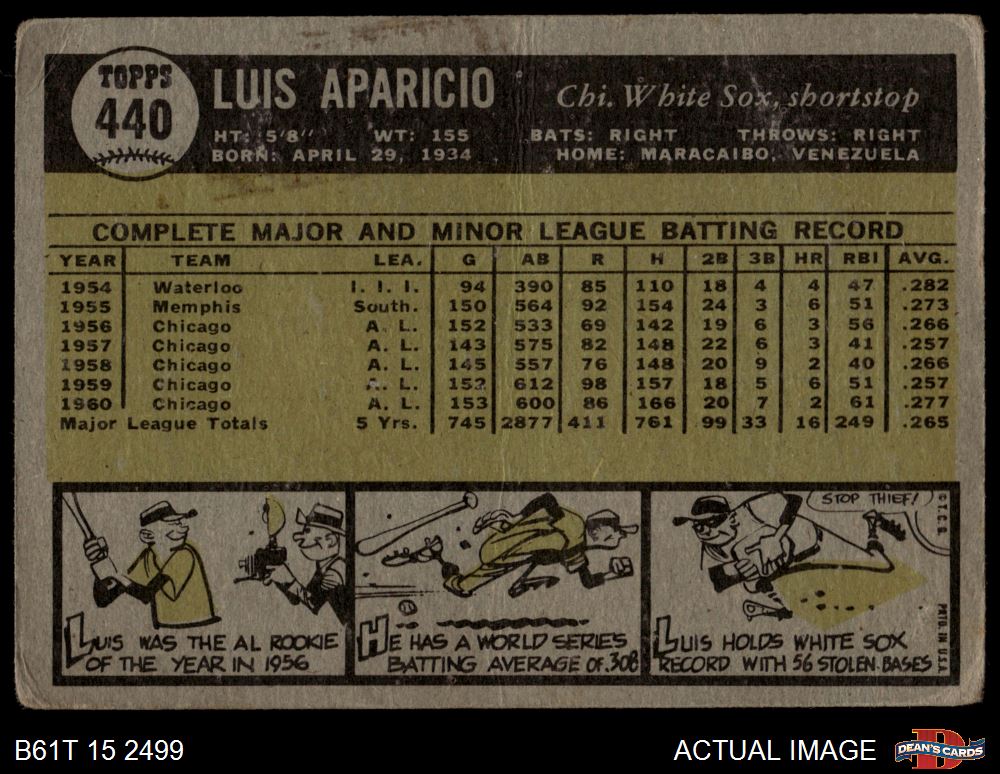 TOPPS
440
LUIS APARICIO
Chi. White Sox, shortstop
HT: 5'8" WT: 155 BATS: RIGHT THROWS: RIGHT
BORN: APRIL 29, 1934 HOME: MARACAIBO, VENEZUELA
COMPLETE MAJOR AND MINOR LEAGUE BATTING RECORD
YEAR TEAM LEA. G AB R H 2B 3B HR RBI AVG.
1954 Waterloo I. I. I. 94 390 85 110 18 4 4 47 .282
1955 Memphis South. 150 564 92 154 24 3 6 51 .273
1956 Chicago A. L. 152 533 69 142 19 6 3 56 .266
1957 Chicago A. L. 143 575 82 148 22 6 3 41 .257
1958 Chicago A. L. 145 557 76 148 20 9 2 40 .266
1959 Chicago A. L. 152 612 98 157 18 5 6 51 .257
1960 Chicago A. L. 153 600 86 166 20 7 2 61 .277
Major League Totals 5 Yrs. 745 2877 411 761 99 33 16 249 .265
LUIS WAS THE AL ROOKIE
OF THE YEAR IN 1956
HE HAS A WORLD SERIES
BATTING AVERAGE OF .308
STOP THIEF!
LUIS HOLDS WHITE SOX
RECORD WITH 56 STOLEN BASES
© T.C.G.
PRTD. IN U.S.A.
B61T 15 2499
ACTUAL IMAGE
DEAN'S CARDS